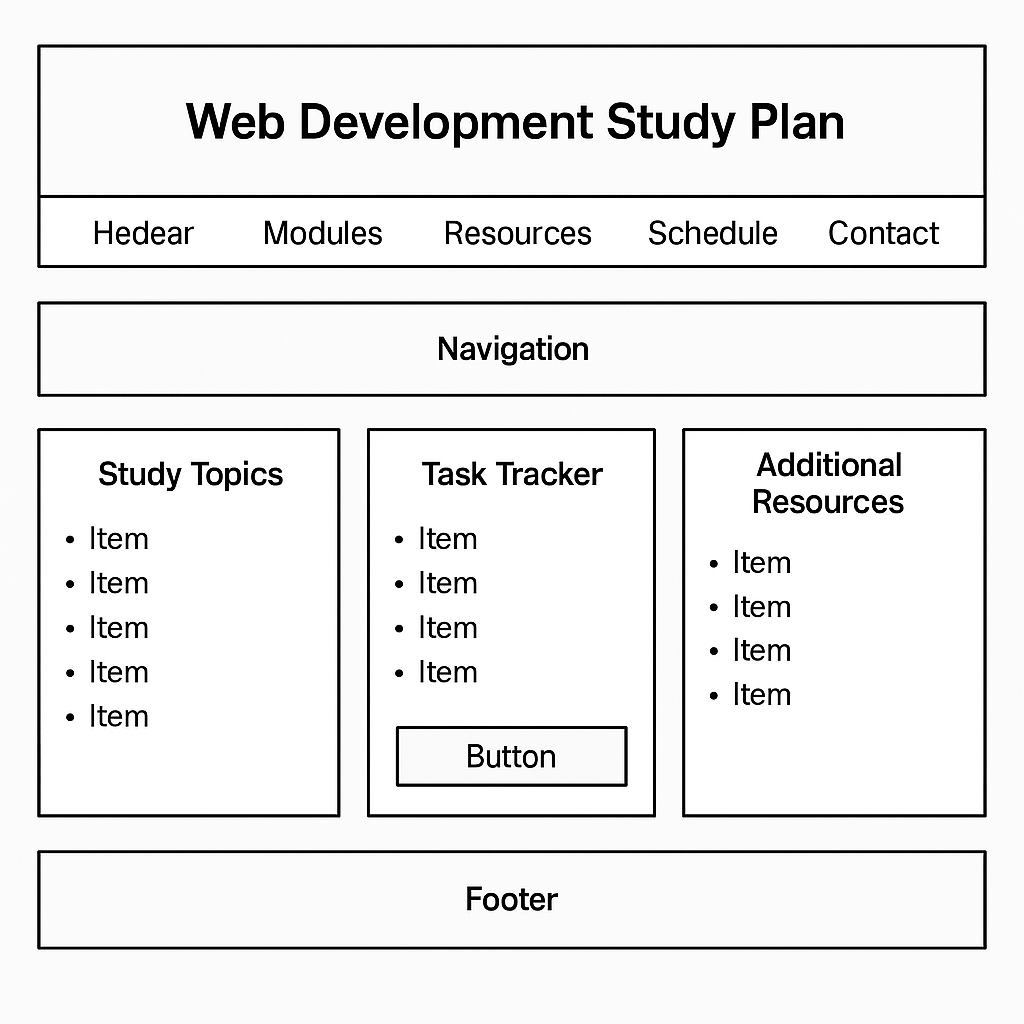 Web Development Study Plan
Hedear Modules Resources Schedule Contact
Navigation
Study Topics
• Item
• Item
• Item
• Item
• Item
Task Tracker
• Item
• Item
• Item
• Item
Button
Additional
Resources
• Item
• Item
• Item
• Item
Footer